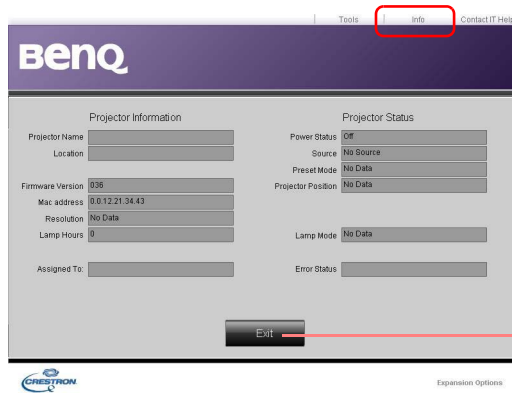 Tools Info Contact IT Help
BenQ
Projector Information
Projector Name
Location
Firmware Version 036
Mac address 0.0.12.21.34.43
Resolution No Data
Lamp Hours 0
Assigned To:
Projector Status
Power Status Off
Source No Source
Preset Mode No Data
Projector Position No Data
Lamp Mode No Data
Error Status
Exit
CRESTRON
Expansion Options